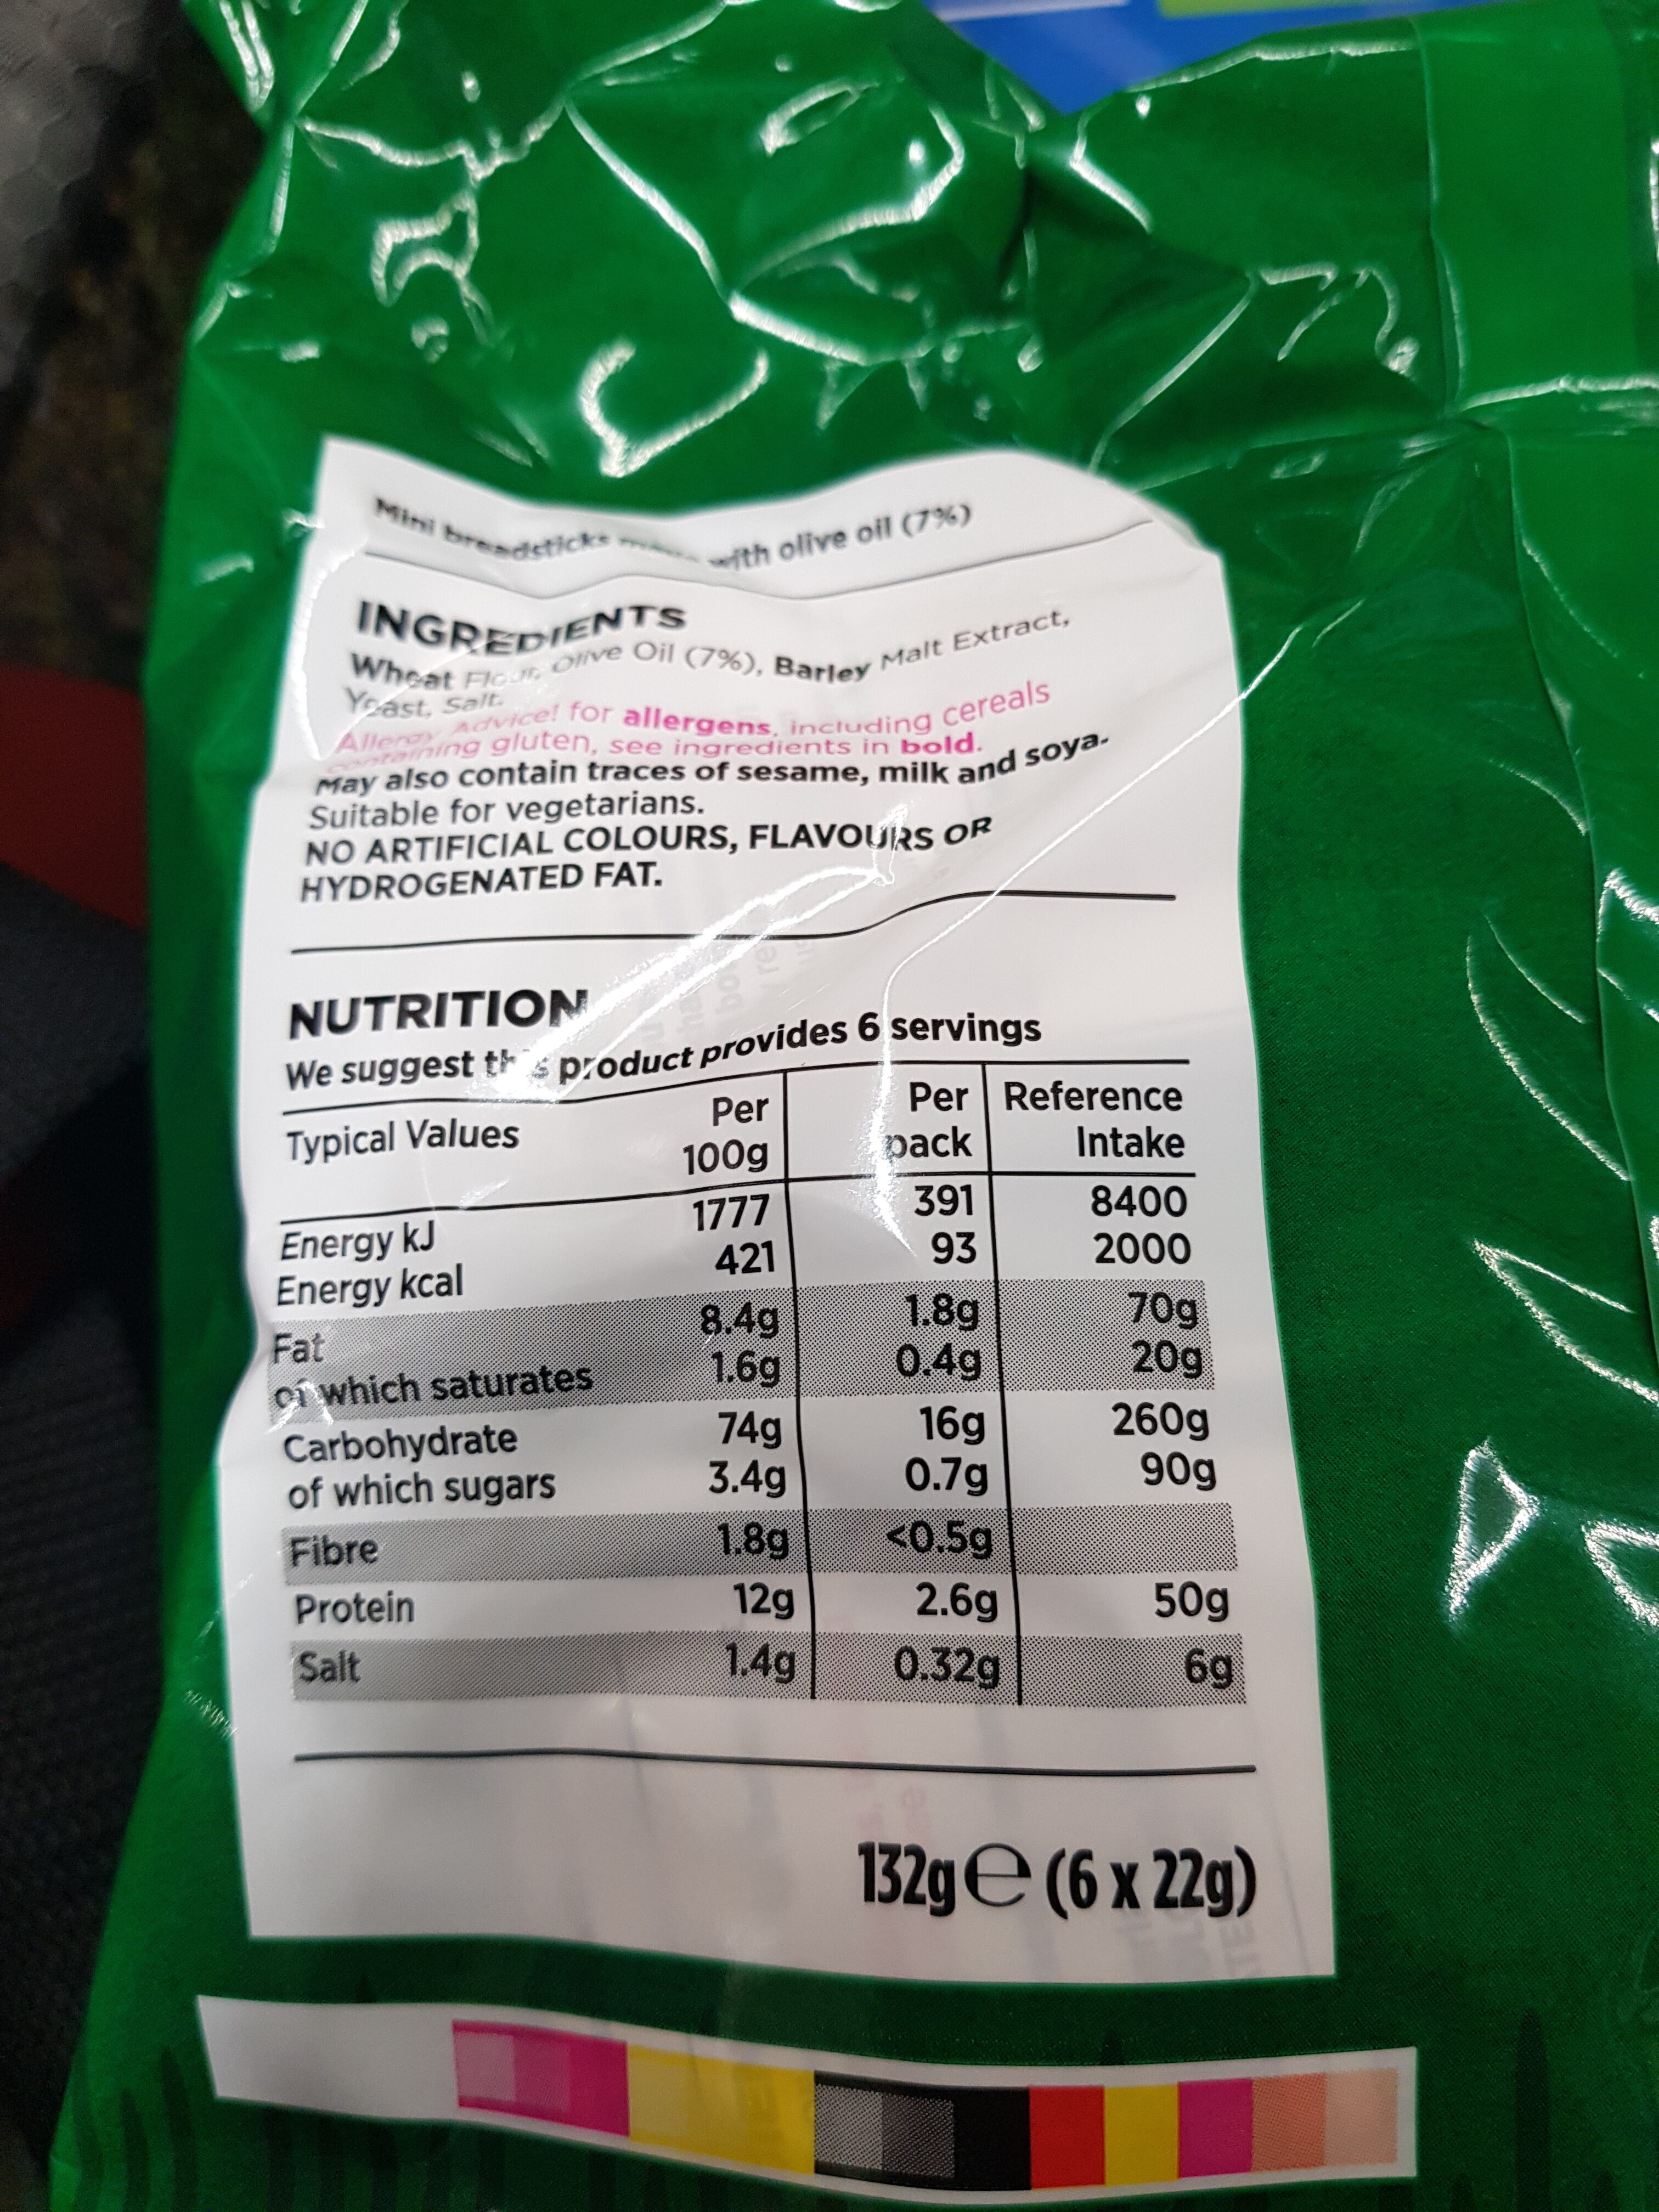 Mini breadsticks made with olive oil (7%)
INGREDIENTS
Wheat Flour, Olive Oil (7%), Barley Malt Extract,
Yeast, Salt.
Allergy Advice! for allergens, including cereals
containing gluten, see ingredients in bold.
May also contain traces of sesame, milk and soya.
Suitable for vegetarians.
NO ARTIFICIAL COLOURS, FLAVOURS OR
HYDROGENATED FAT.
NUTRITION
We suggest this product provides 6 servings
Typical Values Per 100g Per pack Reference Intake
Energy kJ 1777 391 8400
Energy kcal 421 93 2000
Fat 8.4g 1.8g 70g
of which saturates 1.6g 0.4g 20g
Carbohydrate 74g 16g 260g
of which sugars 3.4g 0.7g 90g
Fibre 1.8g <0.5g
Protein 12g 2.6g 50g
Salt 1.4g 0.32g 6g
132g℮ (6 x 22g)